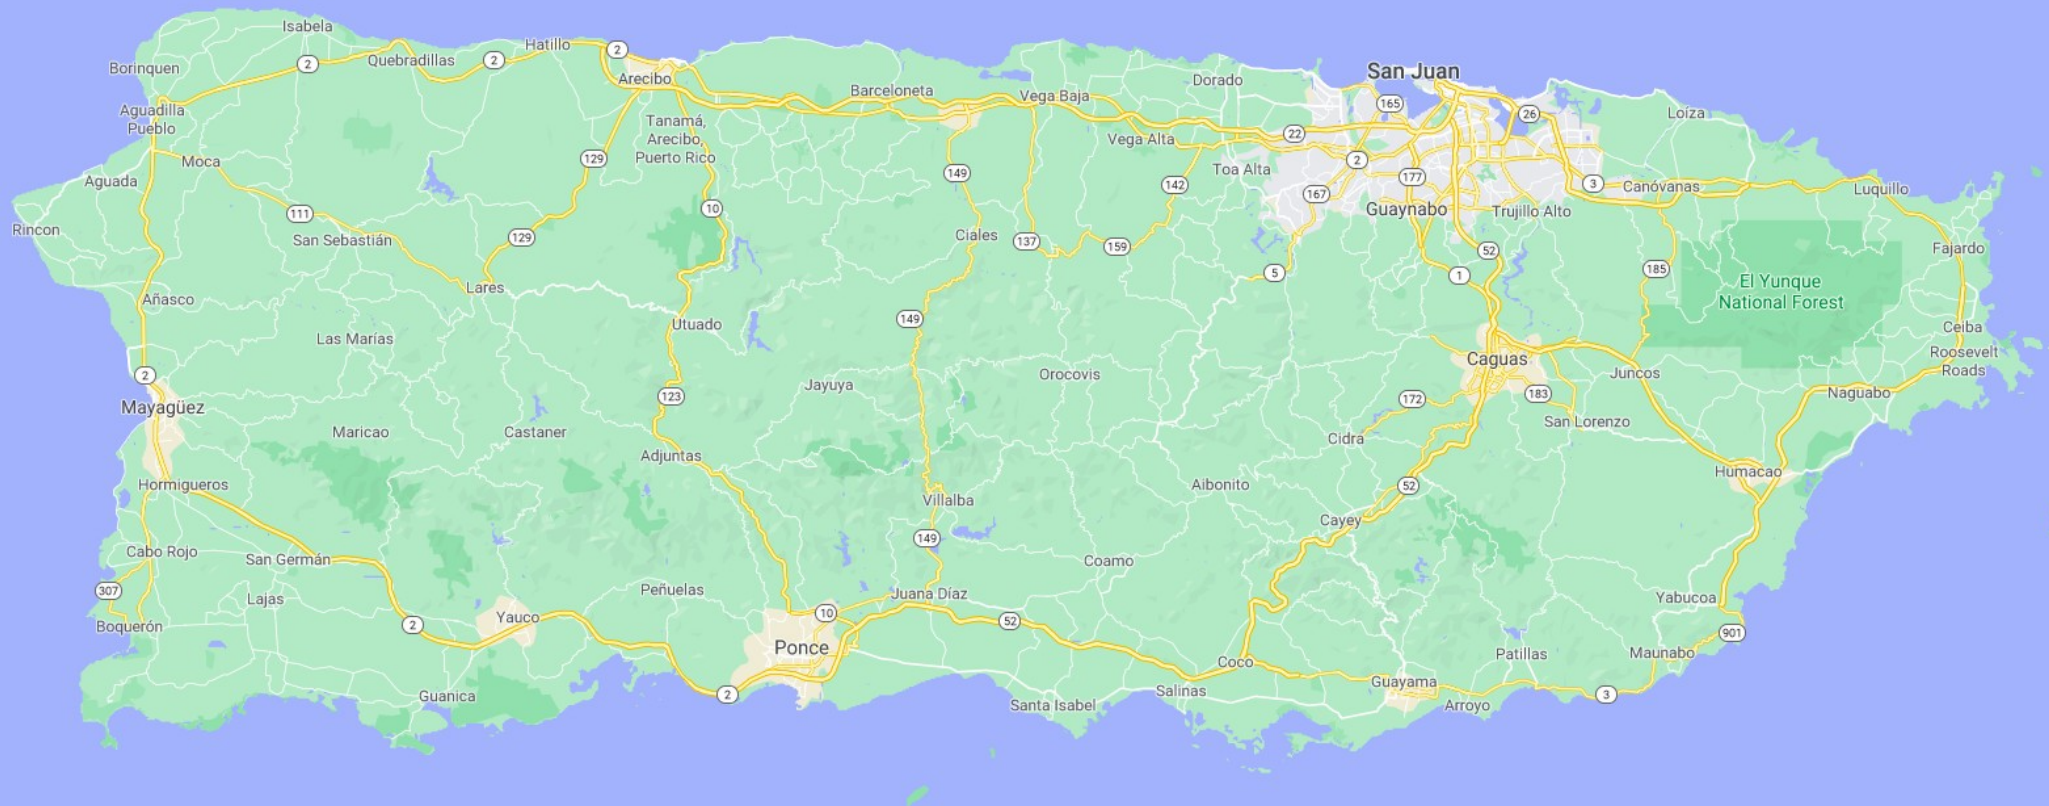 Isabela
Hatillo
2
Quebradillas
2
2
Borinquen
Arecibo
San Juan
Dorado
Barceloneta
Vega Baja
165
26
Loíza
Aguadilla
Pueblo
Tanamá,
Arecibo,
Puerto Rico
22
Vega Alta
129
2
Moca
149
Toa Alta
177
Aguada
142
167
3
Canóvanas
Luquillo
111
10
Guaynabo
Trujillo Alto
Rincon
San Sebastián
129
Ciales
137
159
52
Fajardo
5
1
185
El Yunque
National Forest
Lares
Añasco
149
Utuado
Ceiba
Las Marías
Roosevelt
Roads
Caguas
2
Orocovis
Juncos
Jayuya
123
172
183
Naguabo
Mayagüez
San Lorenzo
Maricao
Castaner
Cidra
Adjuntas
Humacao
Hormigueros
Aibonito
52
Villalba
Cayey
149
Cabo Rojo
San Germán
Coamo
307
Peñuelas
Juana Díaz
Lajas
Yabucoa
10
Yauco
2
52
Boquerón
901
Ponce
Maunabo
Patillas
Coco
Guayama
Salinas
2
3
Guanica
Santa Isabel
Arroyo